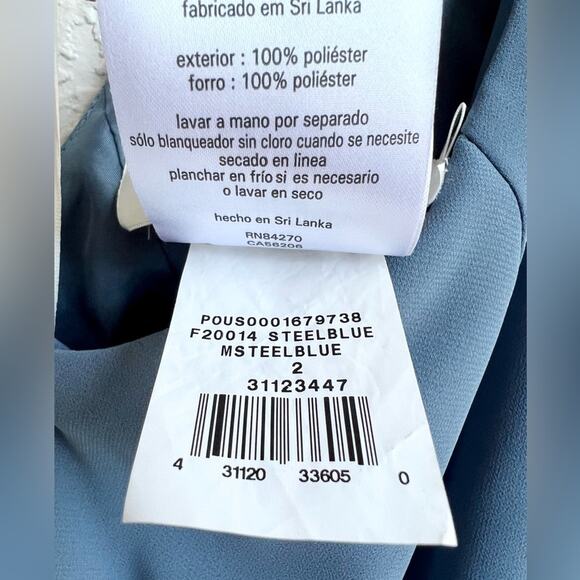 fabricado em Sri Lanka
exterior : 100% poliéster
forro : 100% poliéster
lavar a mano por separado
sólo blanqueador sin cloro cuando se necesite
secado en linea
planchar en frío si es necesario
o lavar en seco
hecho en Sri Lanka
RN84270
CA56206
POUS0001679738
F20014 STEELBLUE
MSTEELBLUE
2
31123447
4 31120 33605 0